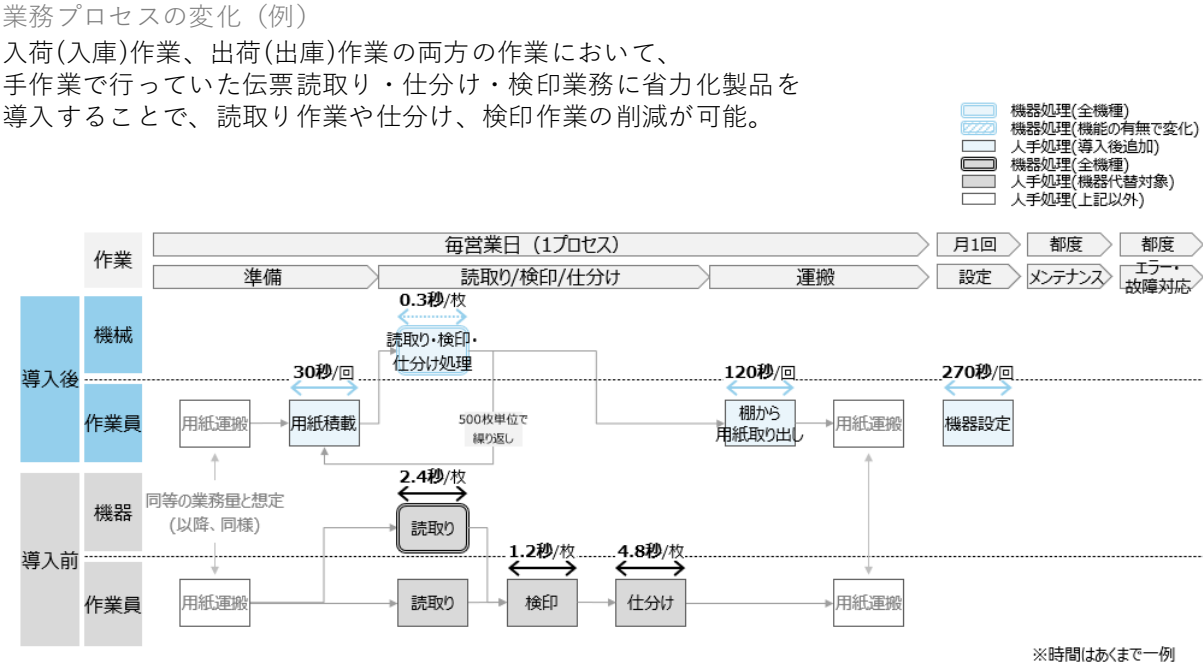 業務プロセスの変化（例）
入荷(入庫)作業、出荷(出庫)作業の両方の作業において、
手作業で行っていた伝票読取り・仕分け・検印業務に省力化製品を
導入することで、読取り作業や仕分け、検印作業の削減が可能。
機器処理(全機種)
機器処理(機能の有無で変化)
人手処理(導入後追加)
機器処理(全機種)
人手処理(機器代替対象)
人手処理(上記以外)
作業
毎営業日（1プロセス）
月1回
都度
都度
準備
読取り/検印/仕分け
運搬
設定
メンテナンス
エラー・
故障対応
導入後
機械
0.3秒/枚
読取り・検印・
仕分け処理
作業員
30秒/回
120秒/回
270秒/回
用紙運搬
用紙積載
500枚単位で
繰り返し
棚から
用紙取り出し
用紙運搬
機器設定
導入前
機器
同等の業務量と想定
(以降、同様)
2.4秒/枚
読取り
作業員
1.2秒/枚
4.8秒/枚
用紙運搬
読取り
検印
仕分け
用紙運搬
※時間はあくまで一例